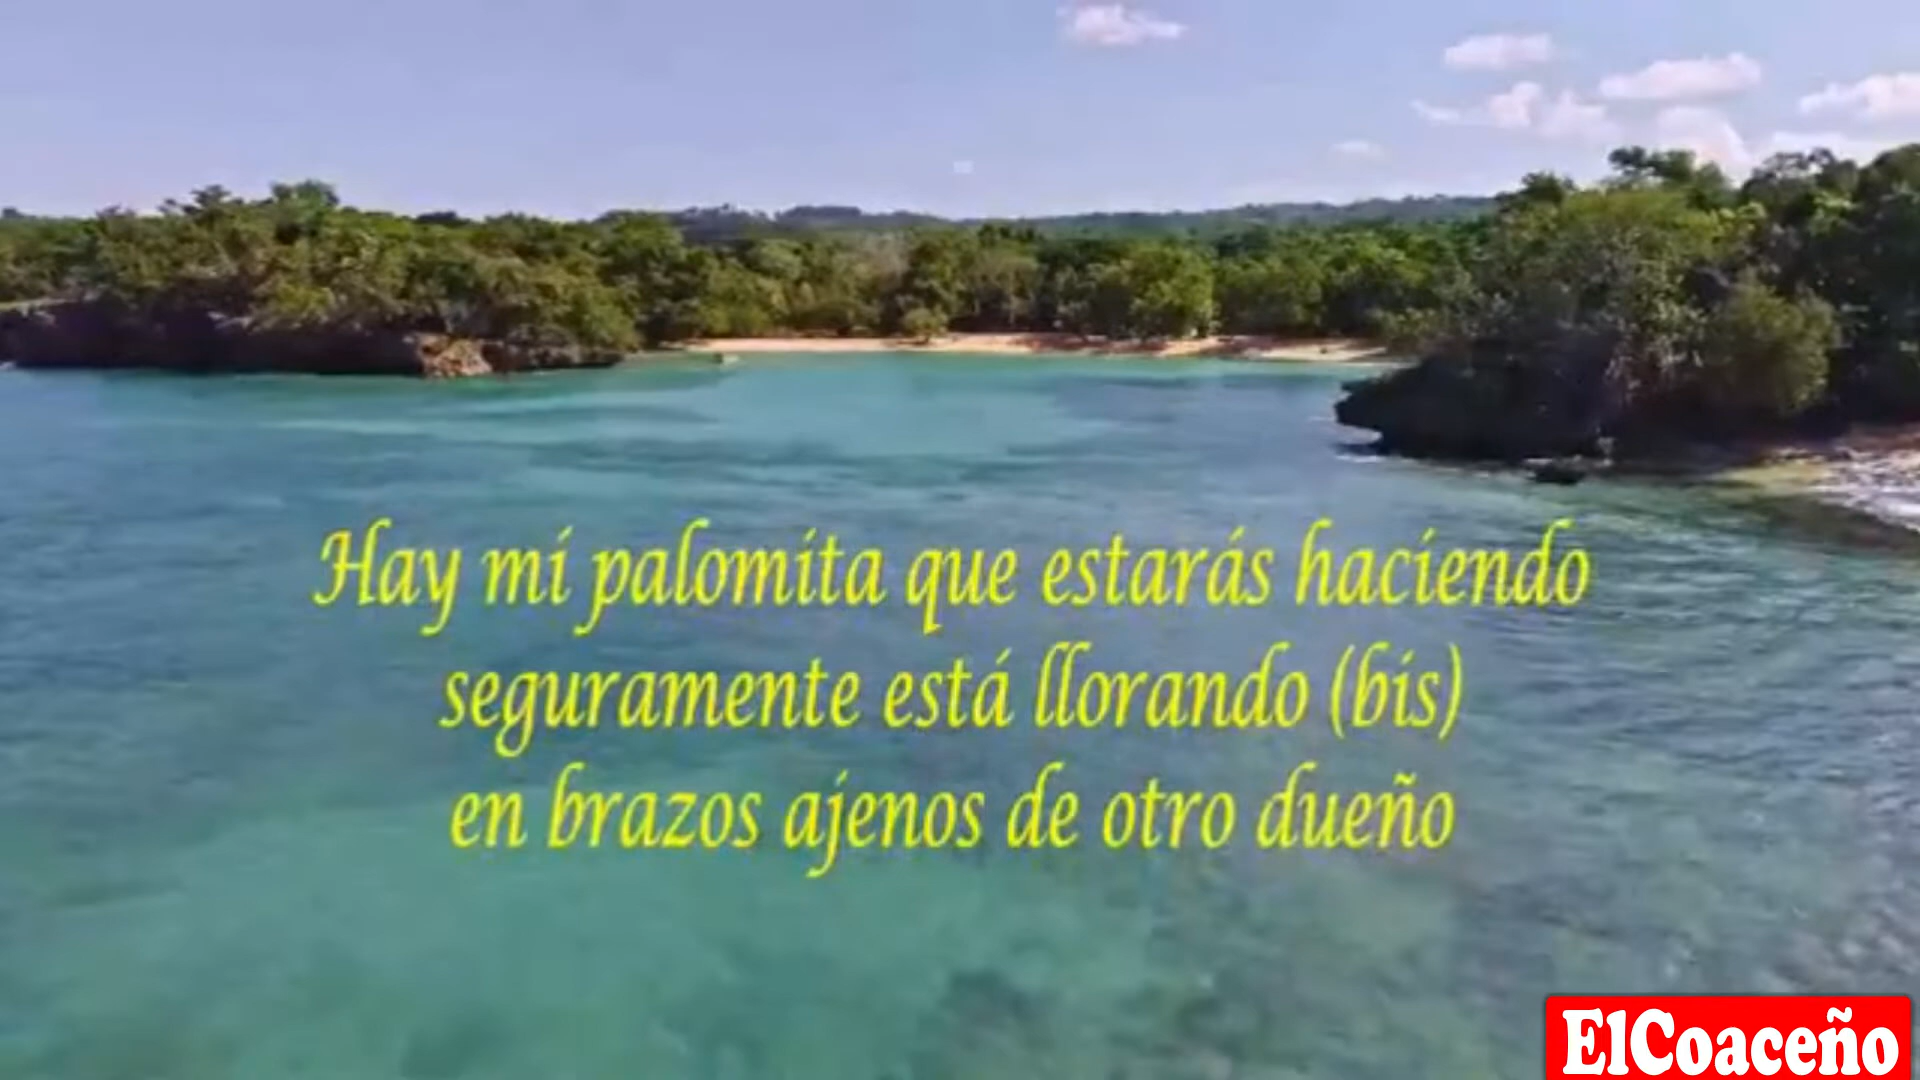 Hay mi palomita que estarás haciendo
seguramente está llorando (bis)
en brazos ajenos de otro dueño
ElCoaceño